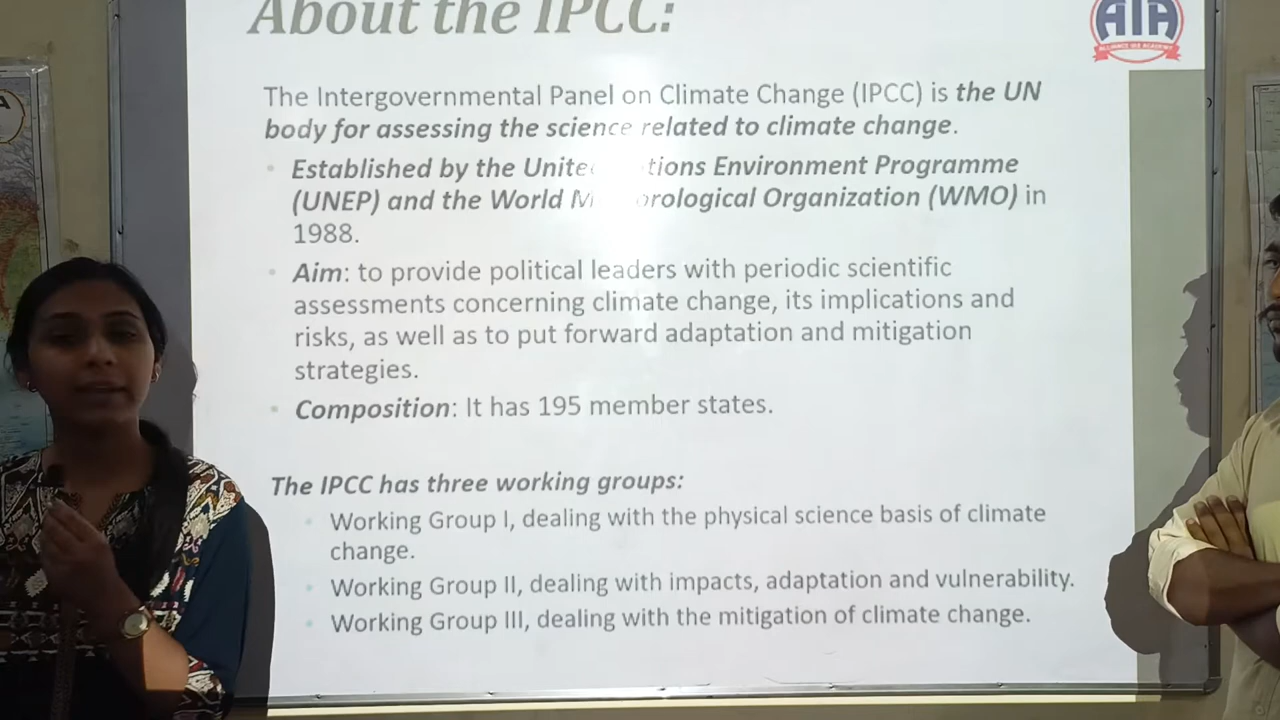 About the IPCC:
AIA
ALLIANCE IAS ACADEMY
The Intergovernmental Panel on Climate Change (IPCC) is the UN
body for assessing the science related to climate change.
Established by the Unite tions Environment Programme
(UNEP) and the World M orological Organization (WMO) in
1988.
Aim: to provide political leaders with periodic scientific
assessments concerning climate change, its implications and
risks, as well as to put forward adaptation and mitigation
strategies.
Composition: It has 195 member states.
The IPCC has three working groups:
Working Group I, dealing with the physical science basis of climate
change.
Working Group II, dealing with impacts, adaptation and vulnerability.
Working Group III, dealing with the mitigation of climate change.